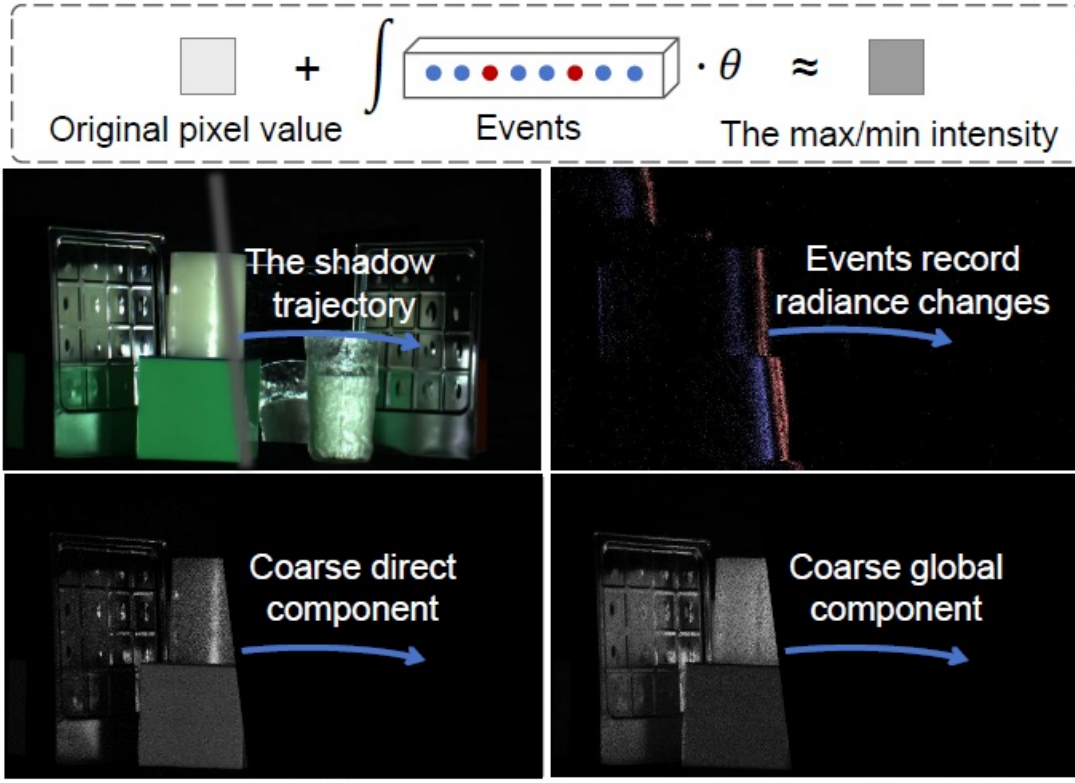 + ∫ · θ ≈
Original pixel value
Events
The max/min intensity
The shadow
trajectory
Events record
radiance changes
Coarse direct
component
Coarse global
component